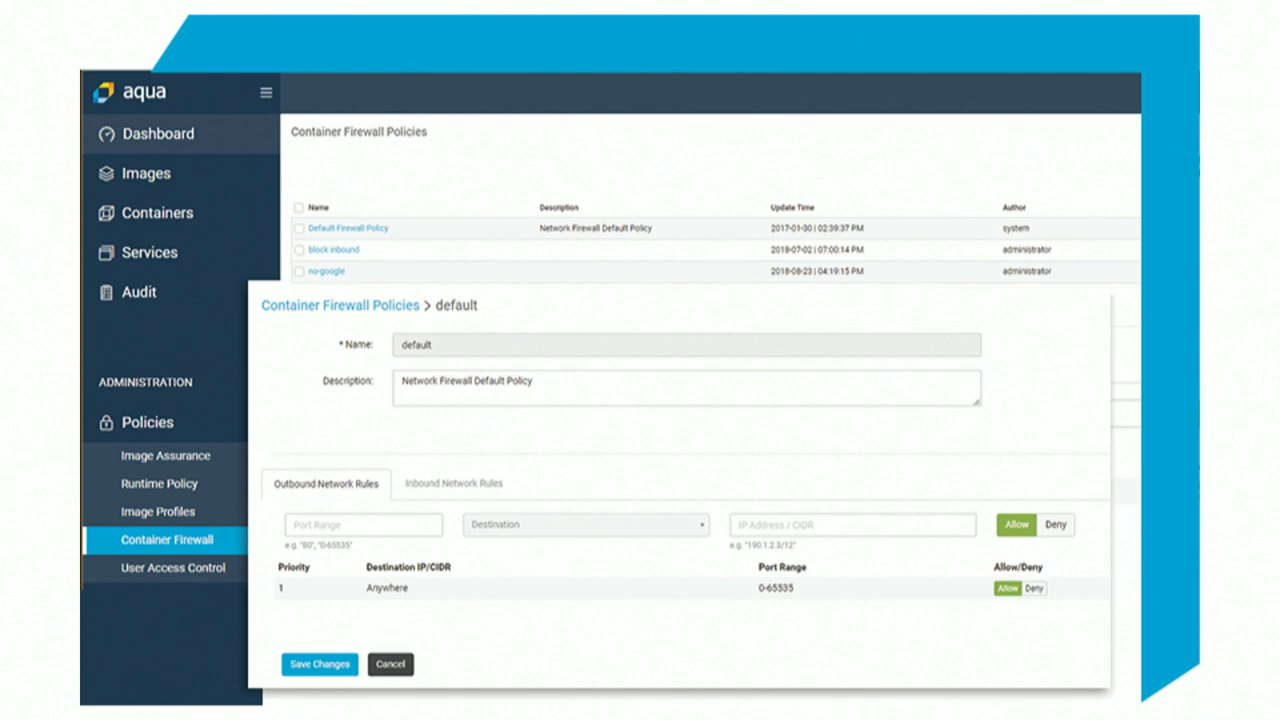 aqua
Dashboard
Images
Containers
Services
Audit
ADMINISTRATION
Policies
Image Assurance
Runtime Policy
Image Profiles
Container Firewall
User Access Control
Container Firewall Policies
Name Description Update Time Author
Default Firewall Policy Network Firewall Default Policy 2017-01-30 | 02:39:37 PM system
block inbound 2018-07-02 | 07:00:14 PM administrator
no-google 2018-08-23 | 04:19:15 PM administrator
Container Firewall Policies > default
* Name: default
Description: Network Firewall Default Policy
Outbound Network Rules Inbound Network Rules
Port Range Destination IP Address / CIDR Allow Deny
e.g. "80", "0-65535" e.g. "190.1.2.3/12"
Priority Destination IP/CIDR Port Range Allow/Deny
1 Anywhere 0-65535 Allow Deny
Save Changes Cancel